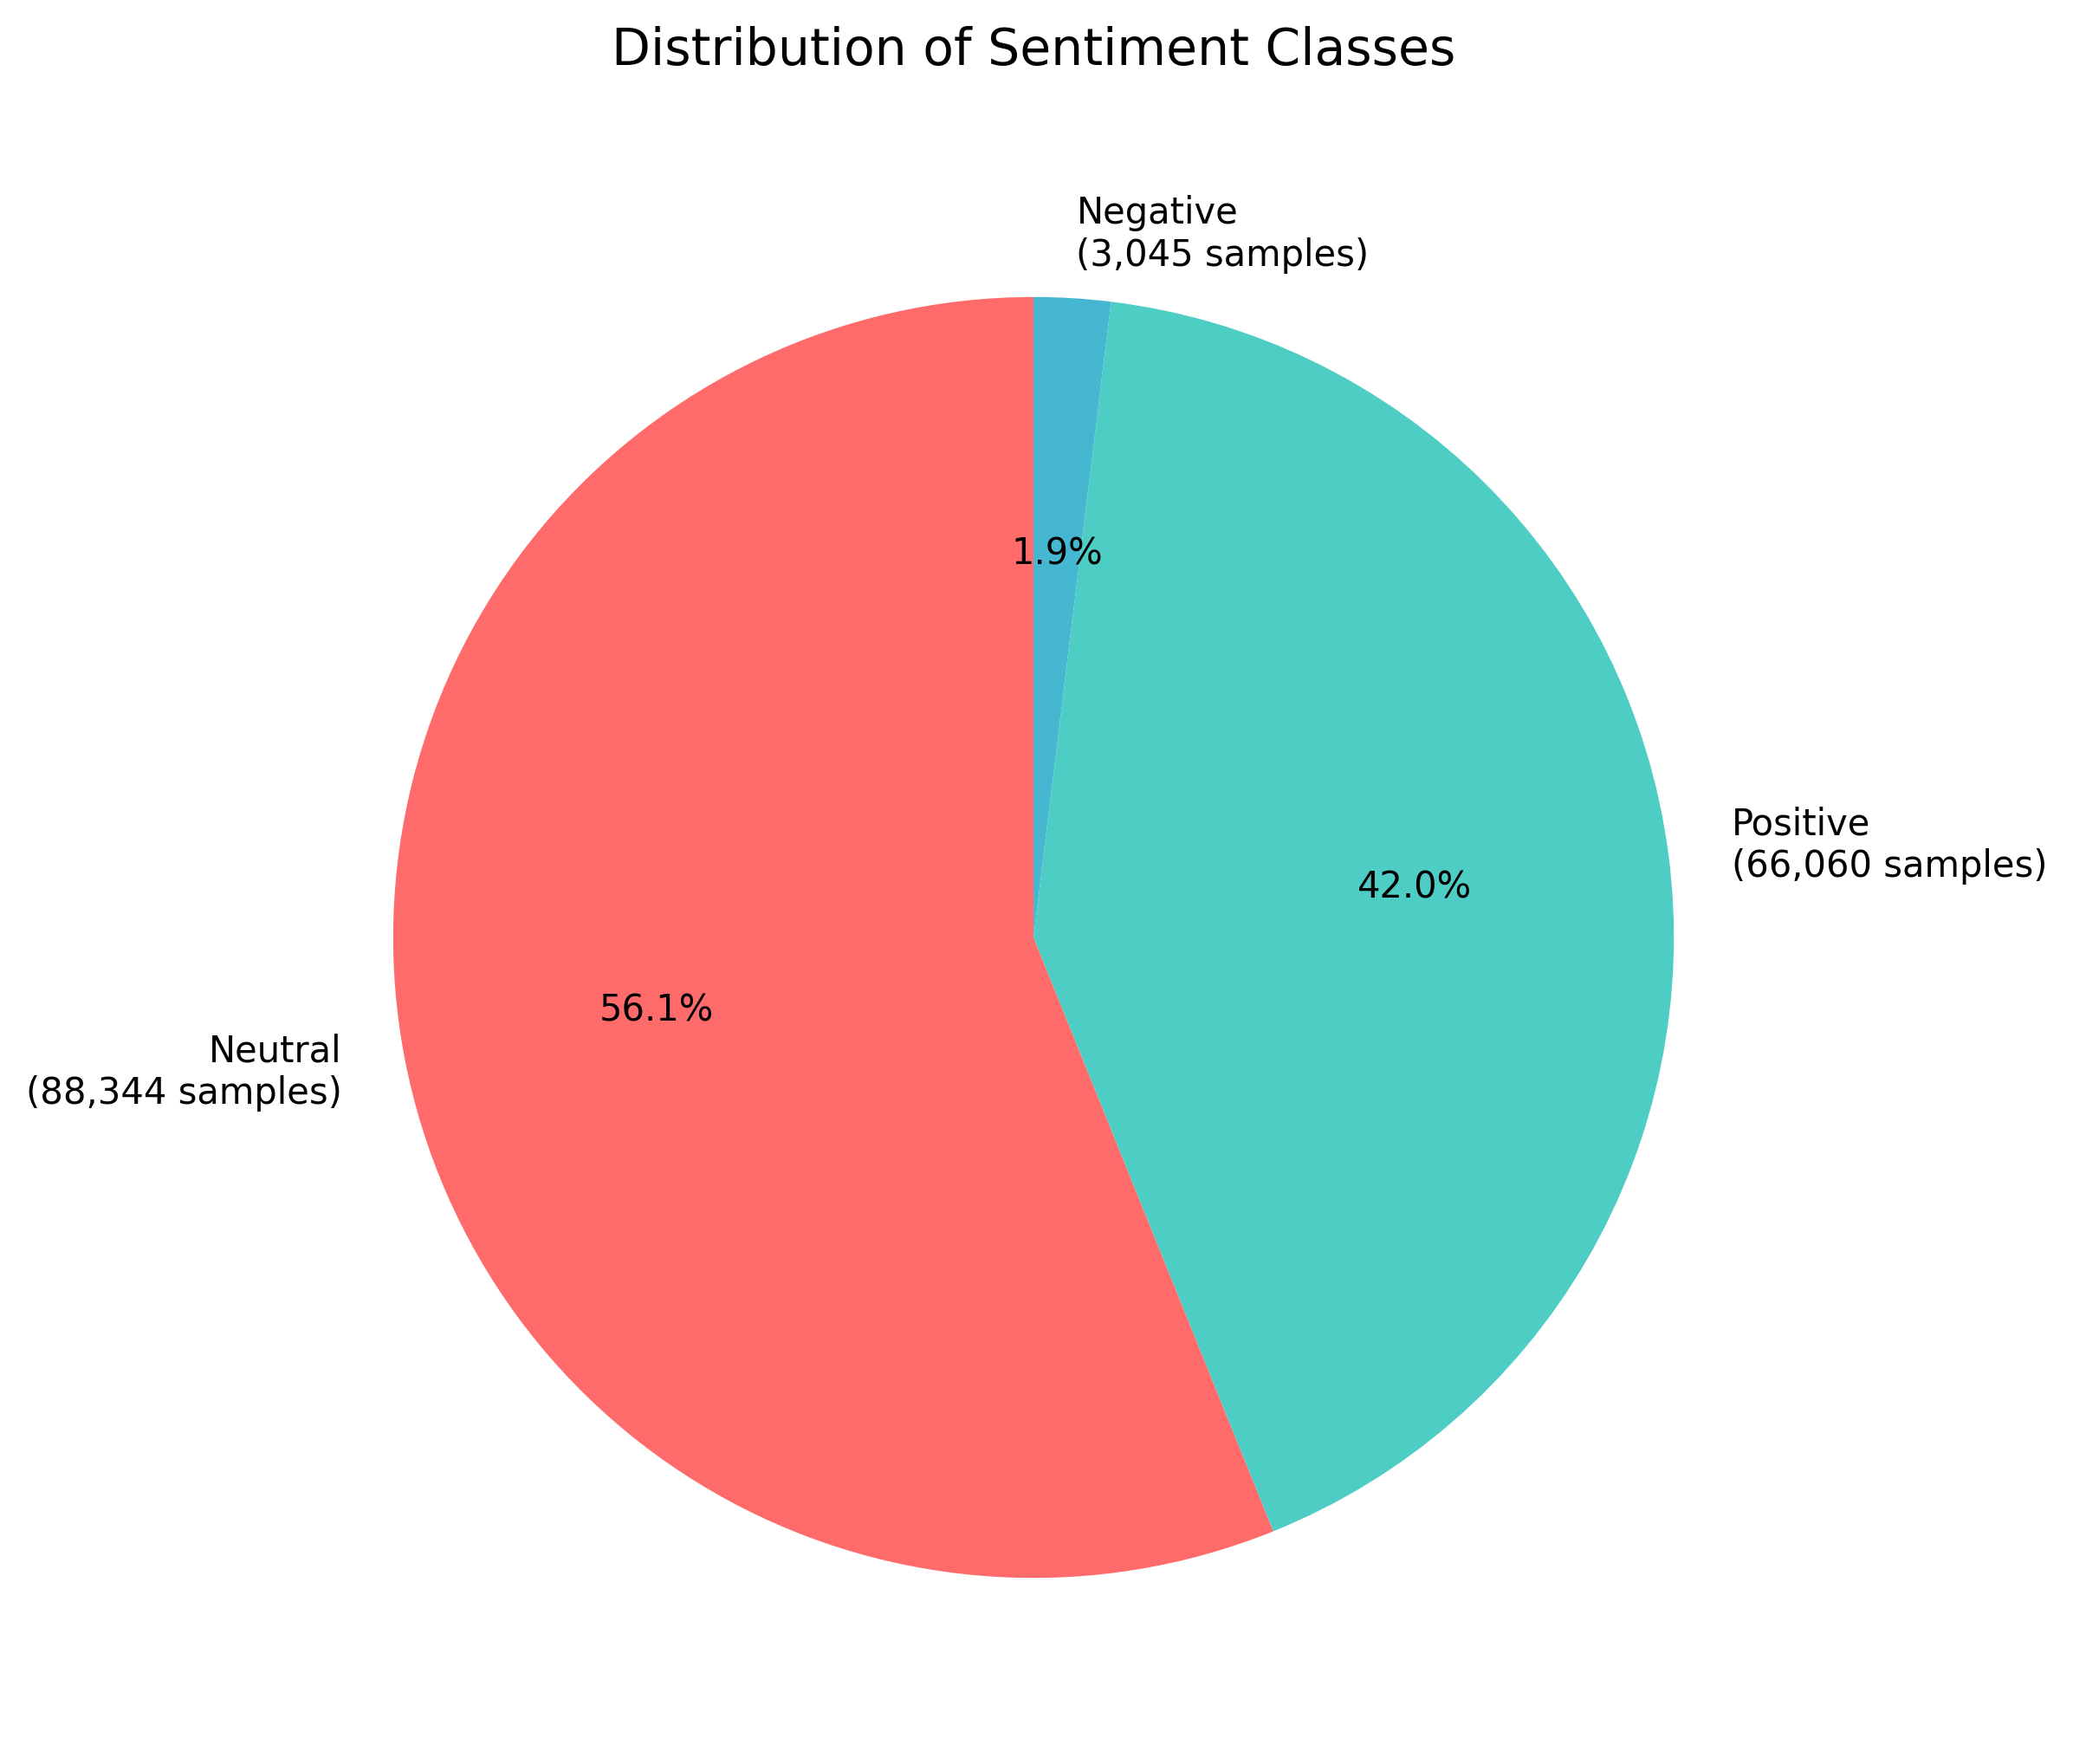 Distribution of Sentiment Classes
Negative
(3,045 samples)
1.9%
Positive
(66,060 samples)
42.0%
56.1%
Neutral
(88,344 samples)